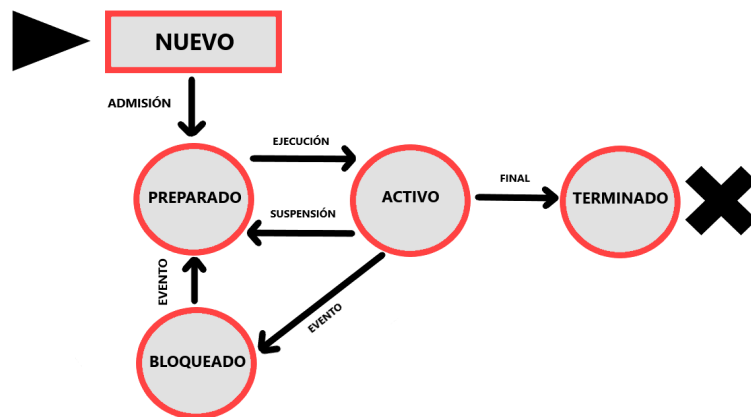 NUEVO
ADMISIÓN
EJECUCIÓN
PREPARADO
ACTIVO
FINAL
TERMINADO
SUSPENSIÓN
EVENTO
EVENTO
BLOQUEADO